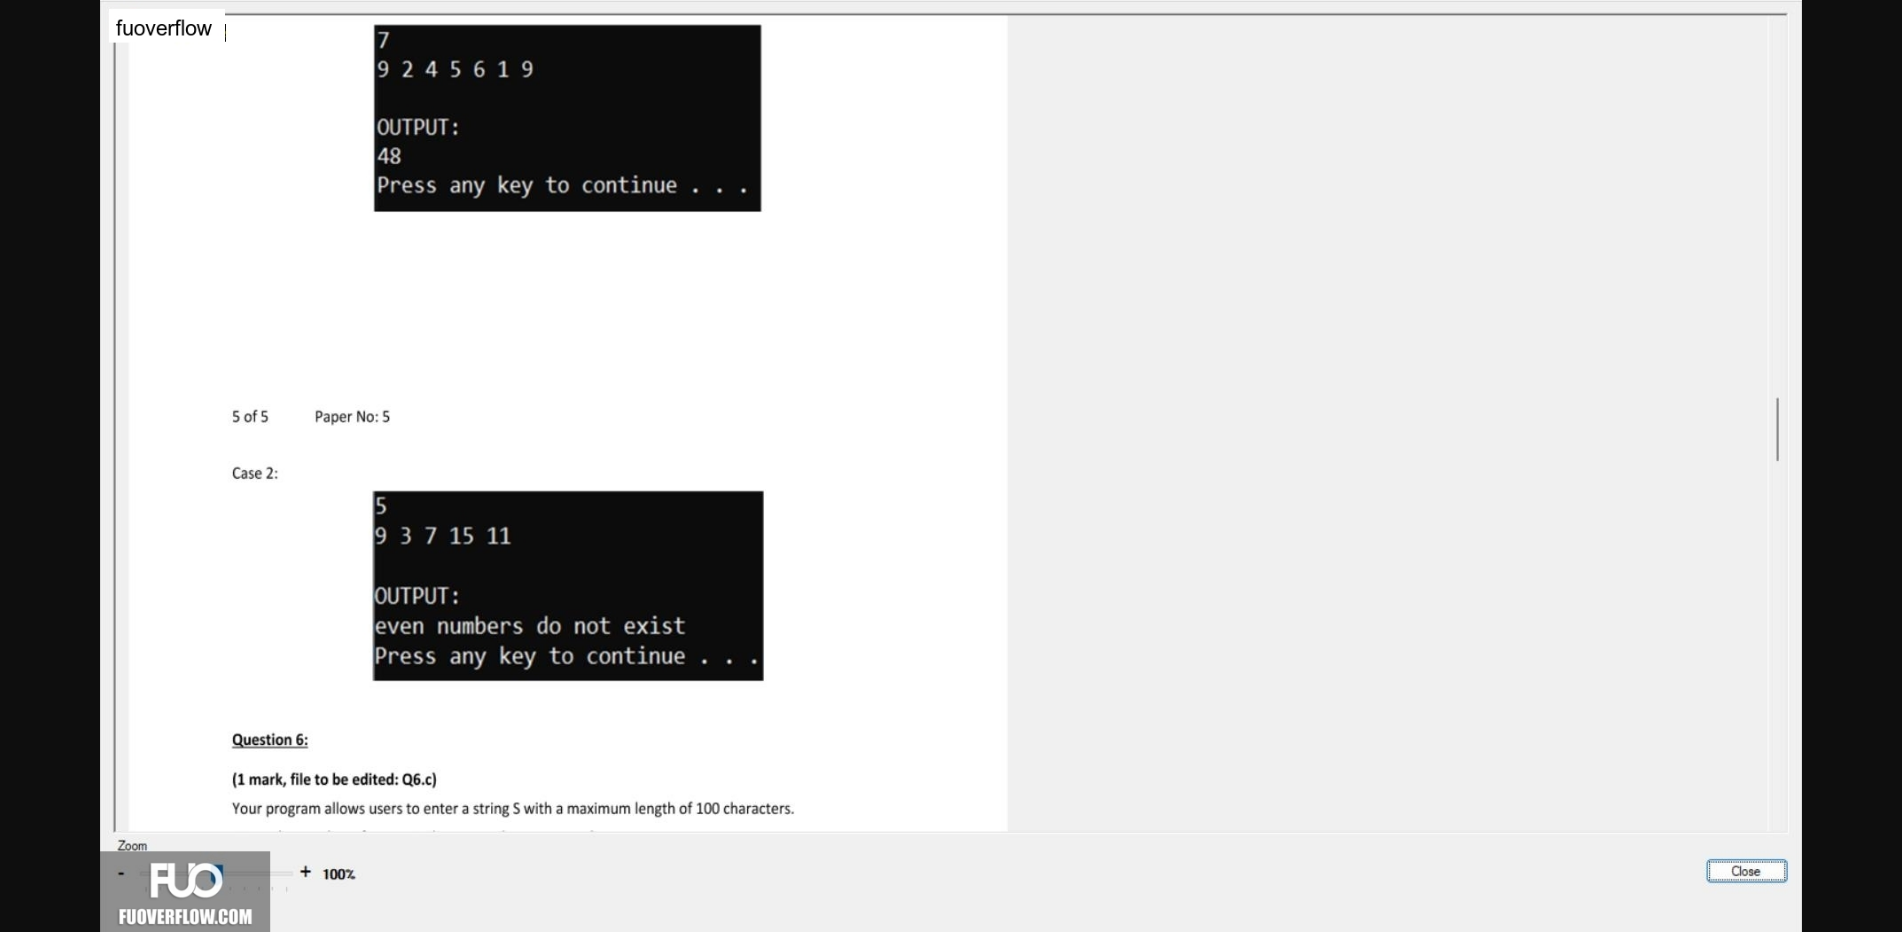 fuoverflow
7
9 2 4 5 6 1 9
OUTPUT:
48
Press any key to continue . . .
5 of 5 Paper No: 5
Case 2:
5
9 3 7 15 11
OUTPUT:
even numbers do not exist
Press any key to continue . . .
Question 6:
(1 mark, file to be edited: Q6.c)
Your program allows users to enter a string S with a maximum length of 100 characters.
Zoom
- + 100%
Close
FUO
FUOVERFLOW.COM